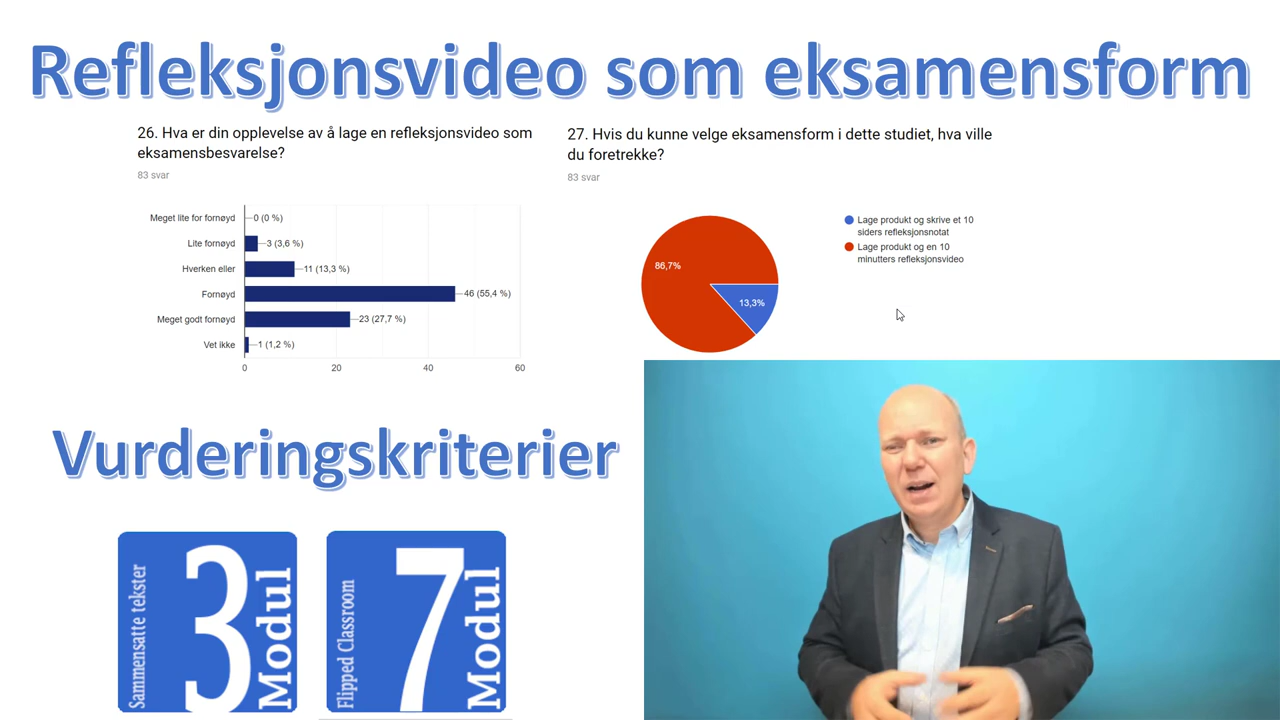 Refleksjonsvideo som eksamensform
26. Hva er din opplevelse av å lage en refleksjonsvideo som
eksamensbesvarelse?
83 svar
Meget lite for fornøyd
0 (0 %)
Lite fornøyd
3 (3,6 %)
Hverken eller
11 (13,3 %)
Fornøyd
46 (55,4 %)
Meget godt fornøyd
23 (27,7 %)
Vet ikke
1 (1,2 %)
0 20 40 60
27. Hvis du kunne velge eksamensform i dette studiet, hva ville
du foretrekke?
83 svar
86,7%
13,3%
Lage produkt og skrive et 10
siders refleksjonsnotat
Lage produkt og en 10
minutters refleksjonsvideo
Vurderingskriterier
Sammensatte tekster
3
Modul
Flipped Classroom
7
Modul